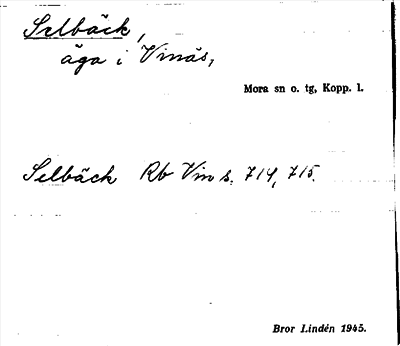 Selbäck,
äga i Vinäs,
Mora sn o. tg, Kopp. l.
Selbäck Rb Vin s. 714, 715.
Bror Lindén 1945.